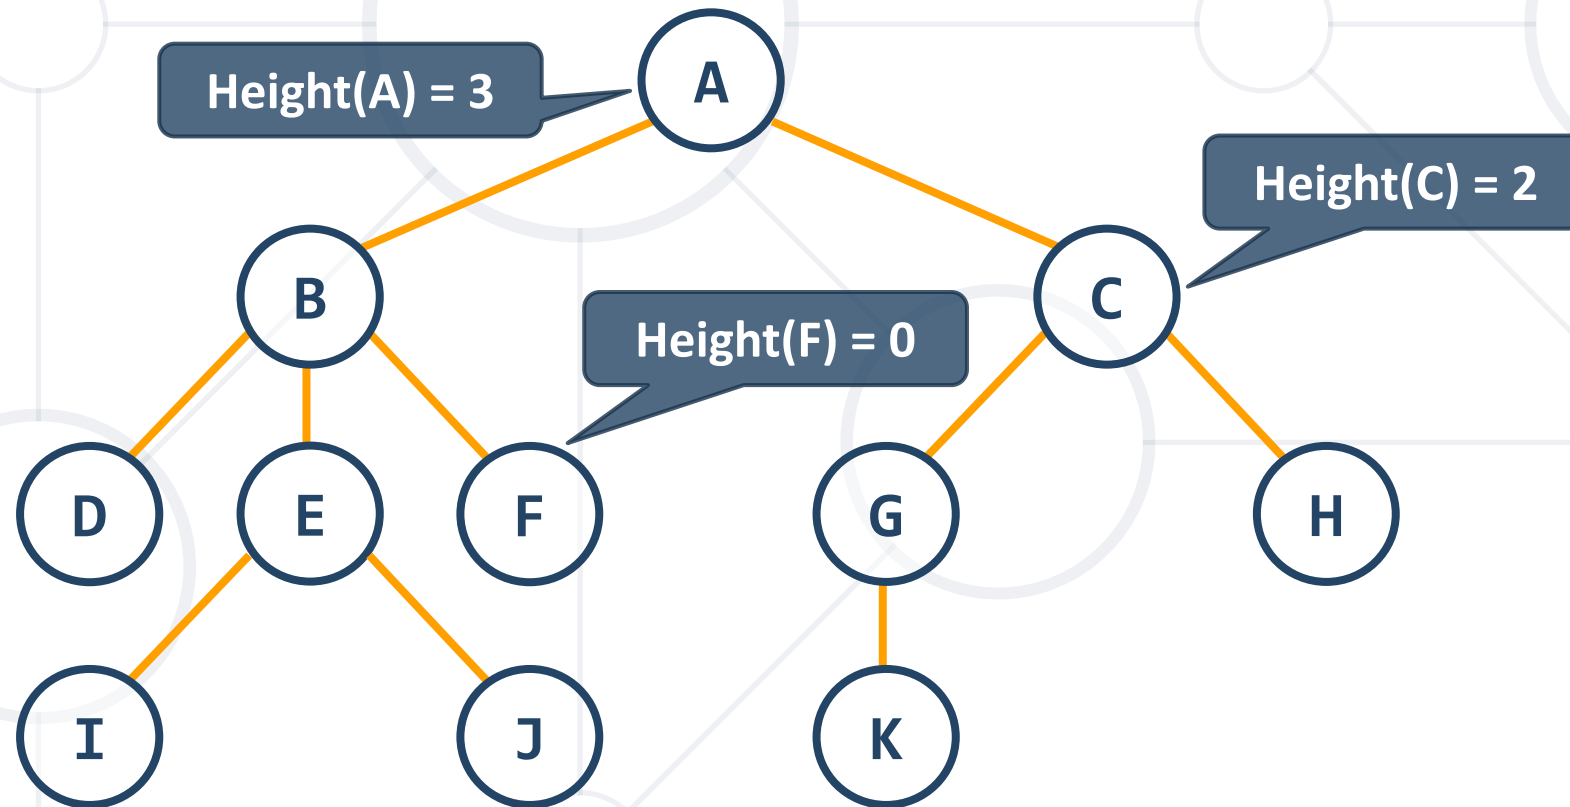 A
Height(A) = 3
Height(C) = 2
B
C
Height(F) = 0
D
E
F
G
H
I
J
K